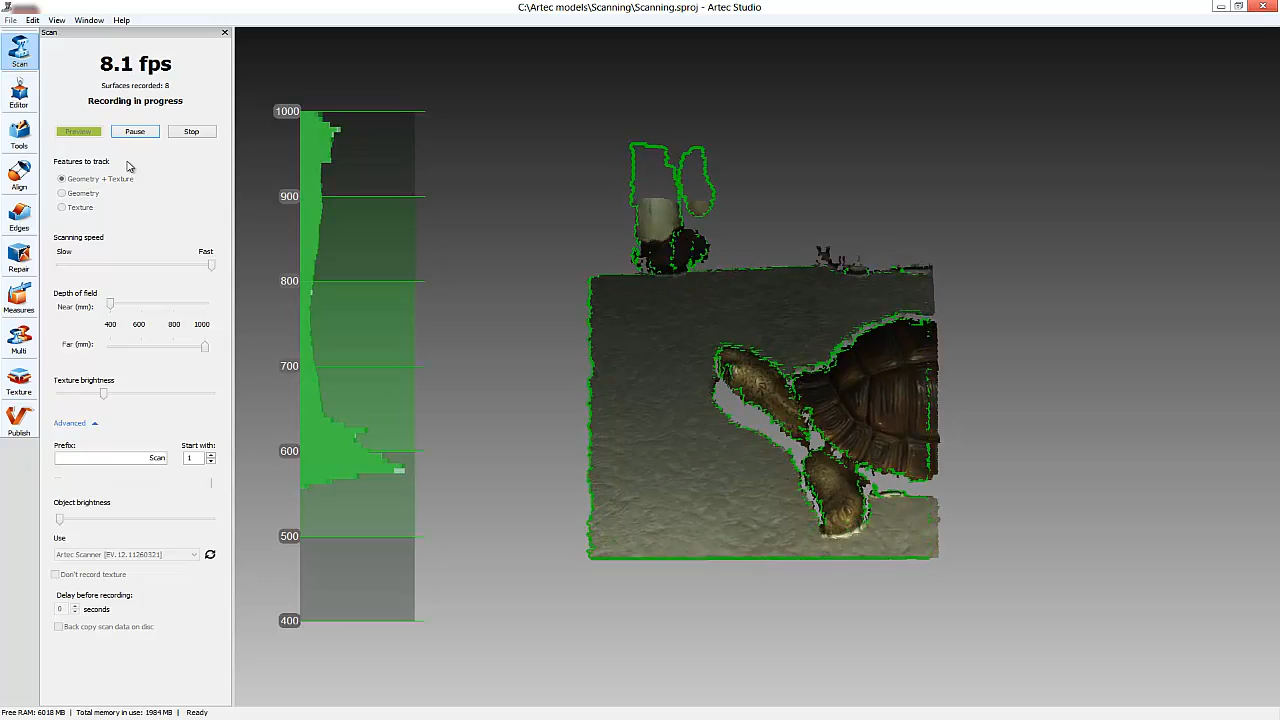 C:\Artec models\Scanning\Scanning.sproj - Artec Studio
File Edit View Window Help
Scan
Scan
Editor
Tools
Align
Edges
Repair
Measures
Multi
Texture
Publish
8.1 fps
Surfaces recorded: 8
Recording in progress
Preview Pause Stop
Features to track
Geometry + Texture
Geometry
Texture
Scanning speed
Slow Fast
Depth of field
Near (mm):
400 600 800 1000
Far (mm):
Texture brightness
Advanced
Prefix: Start with:
Scan 1
Object brightness
Use
Artec Scanner [EV.12.11260321]
Don't record texture
Delay before recording:
0 seconds
Back copy scan data on disc
1000
900
800
700
600
500
400
Free RAM: 6018 MB | Total memory in use: 1984 MB | Ready